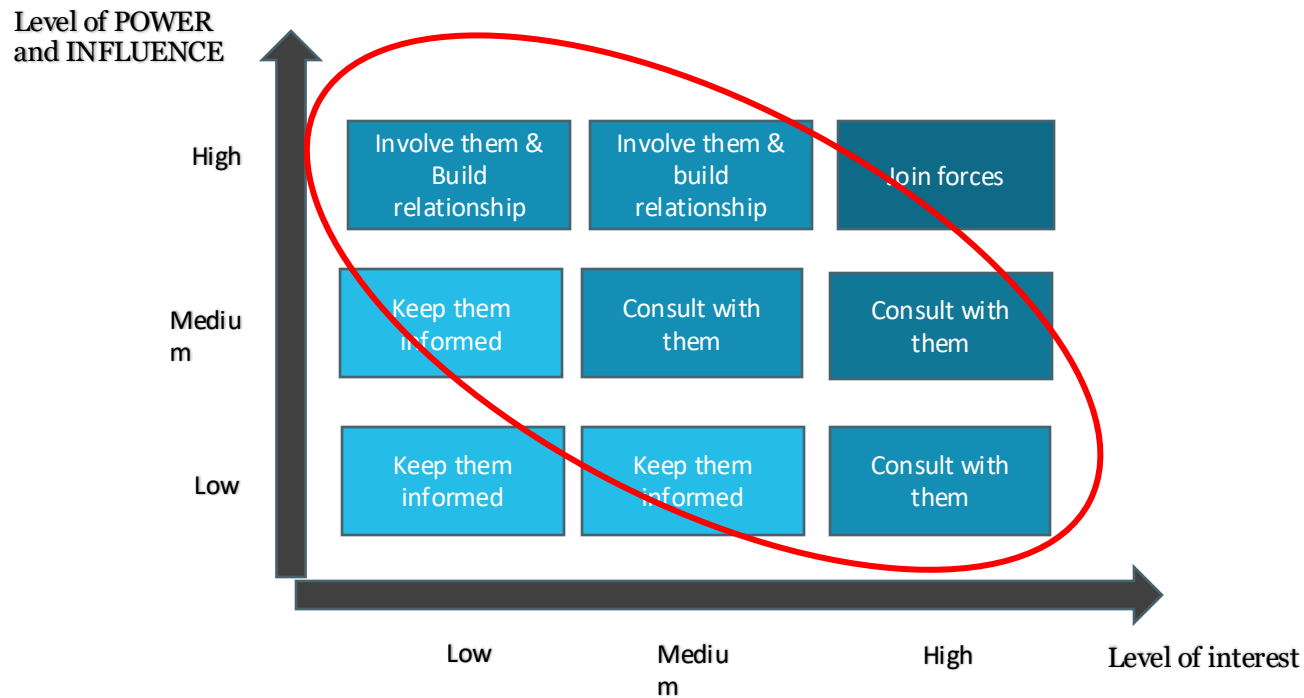 Level of POWER
and INFLUENCE
High
Involve them &
Build
relationship
Involve them &
build
relationship
Join forces
Mediu
m
Keep them
informed
Consult with
them
Consult with
them
Low
Keep them
informed
Keep them
informed
Consult with
them
Low
Mediu
m
High
Level of interest